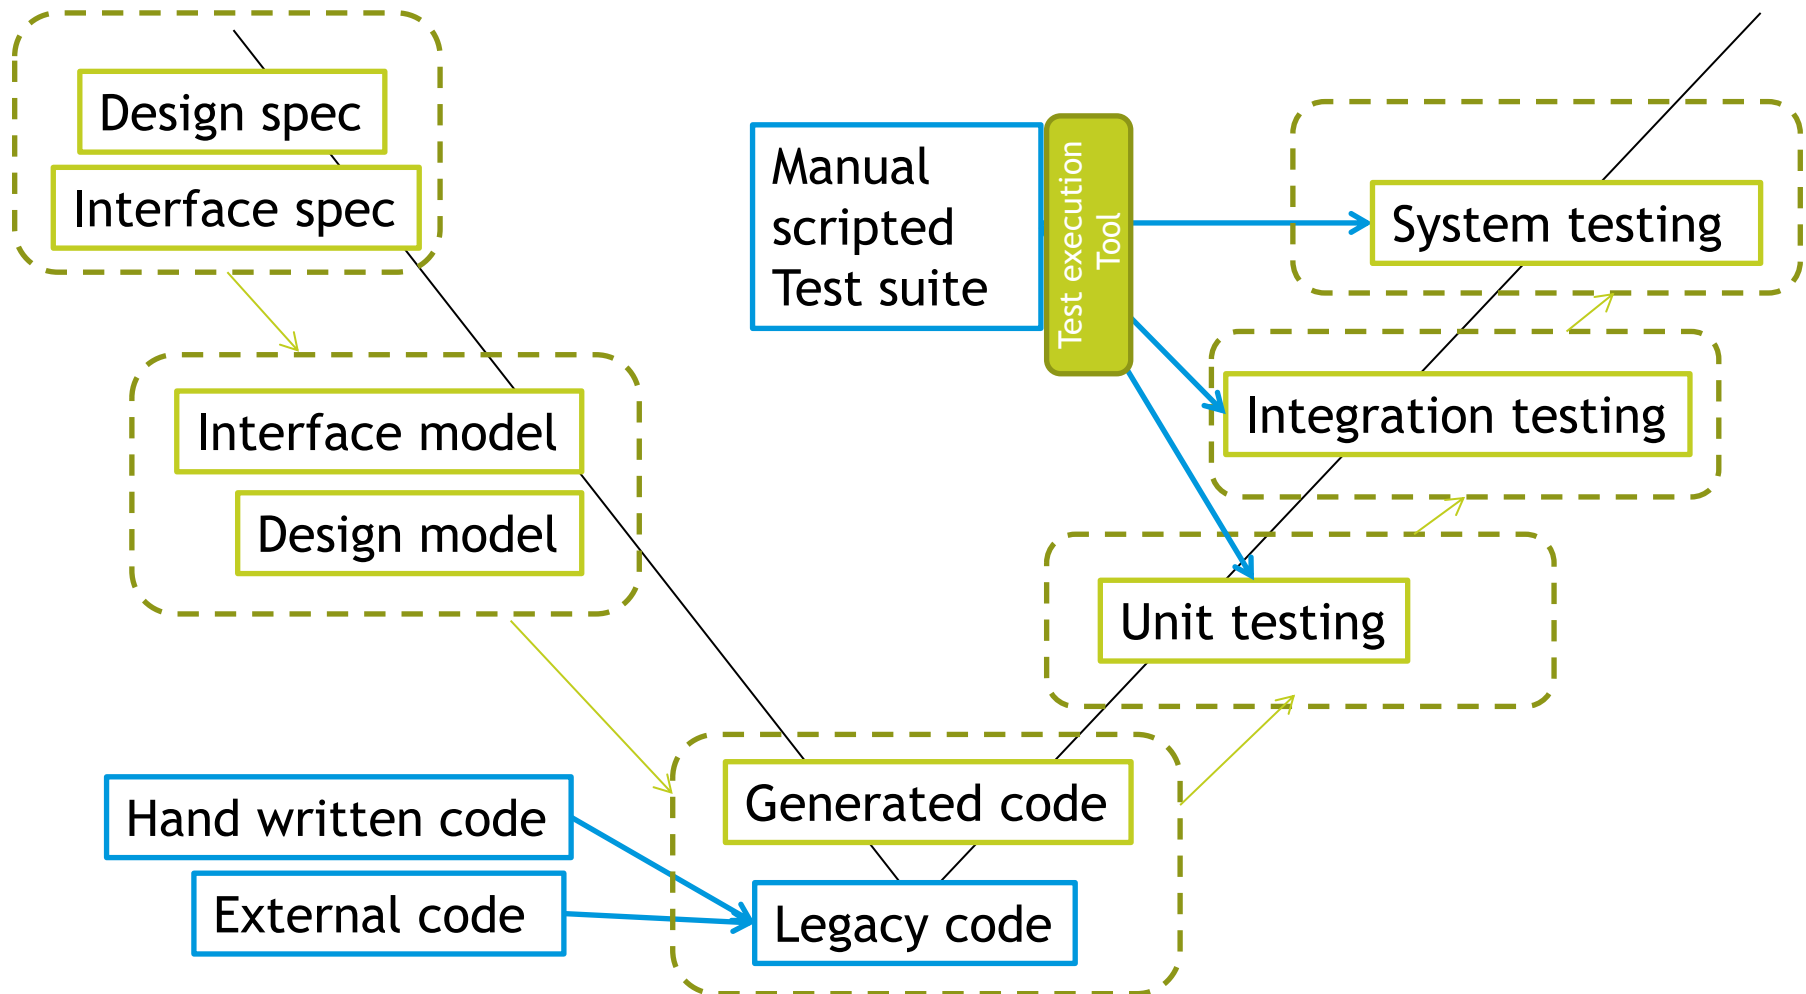 Design spec
Interface spec
Manual
scripted
Test suite
Test execution
Tool
System testing
Interface model
Integration testing
Design model
Unit testing
Hand written code
Generated code
External code
Legacy code